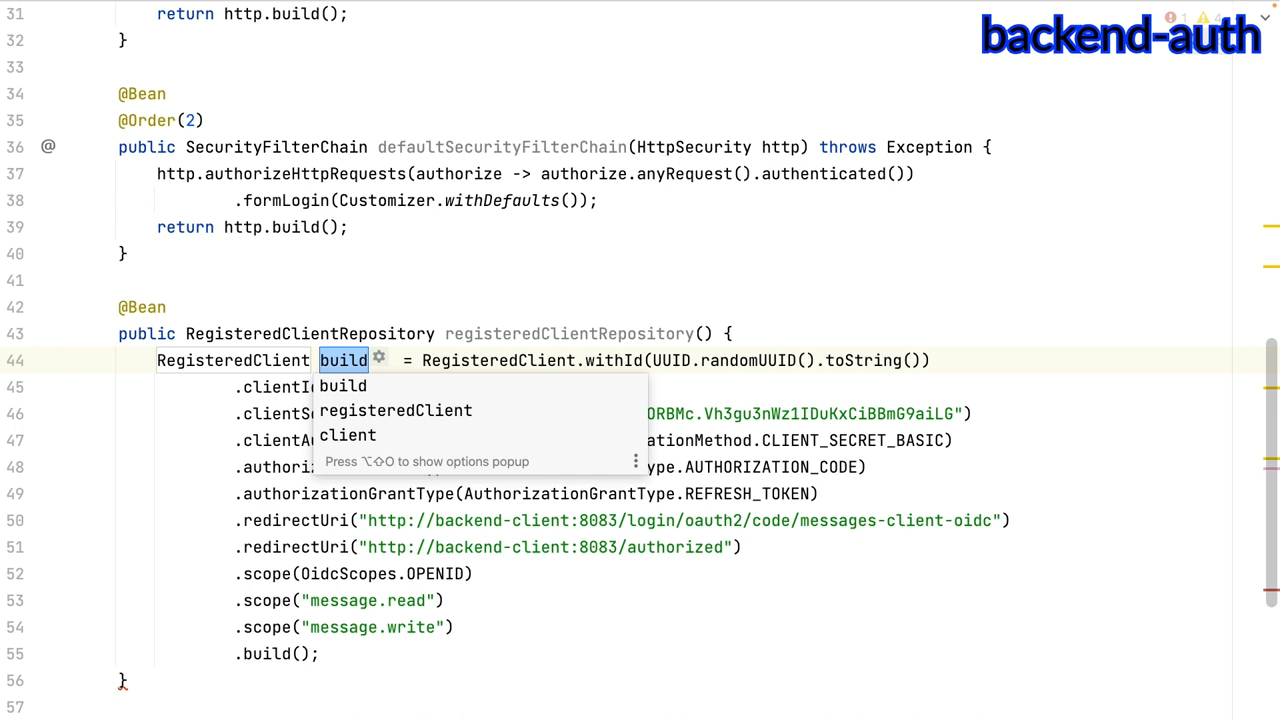 31 return http.build();
32 }
33
34 @Bean
35 @Order(2)
36 @ public SecurityFilterChain defaultSecurityFilterChain(HttpSecurity http) throws Exception {
37 http.authorizeHttpRequests(authorize -> authorize.anyRequest().authenticated())
38 .formLogin(Customizer.withDefaults());
39 return http.build();
40 }
41
42 @Bean
43 public RegisteredClientRepository registeredClientRepository() {
44 RegisteredClient build = RegisteredClient.withId(UUID.randomUUID().toString())
45 .clientI
46 .clientS ORBMc.Vh3gu3nWz1IDuKxCiBBmG9aiLG")
47 .clientA ationMethod.CLIENT_SECRET_BASIC)
48 .authori ype.AUTHORIZATION_CODE)
49 .authorizationGrantType(AuthorizationGrantType.REFRESH_TOKEN)
50 .redirectUri("http://backend-client:8083/login/oauth2/code/messages-client-oidc")
51 .redirectUri("http://backend-client:8083/authorized")
52 .scope(OidcScopes.OPENID)
53 .scope("message.read")
54 .scope("message.write")
55 .build();
56 }
57
build
registeredClient
client
Press ⌥⇧O to show options popup
backend-auth